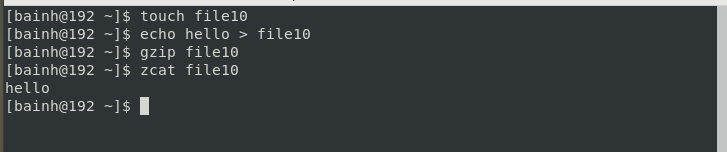 [bainh@192 ~]$ touch file10
[bainh@192 ~]$ echo hello > file10
[bainh@192 ~]$ gzip file10
[bainh@192 ~]$ zcat file10
hello
[bainh@192 ~]$